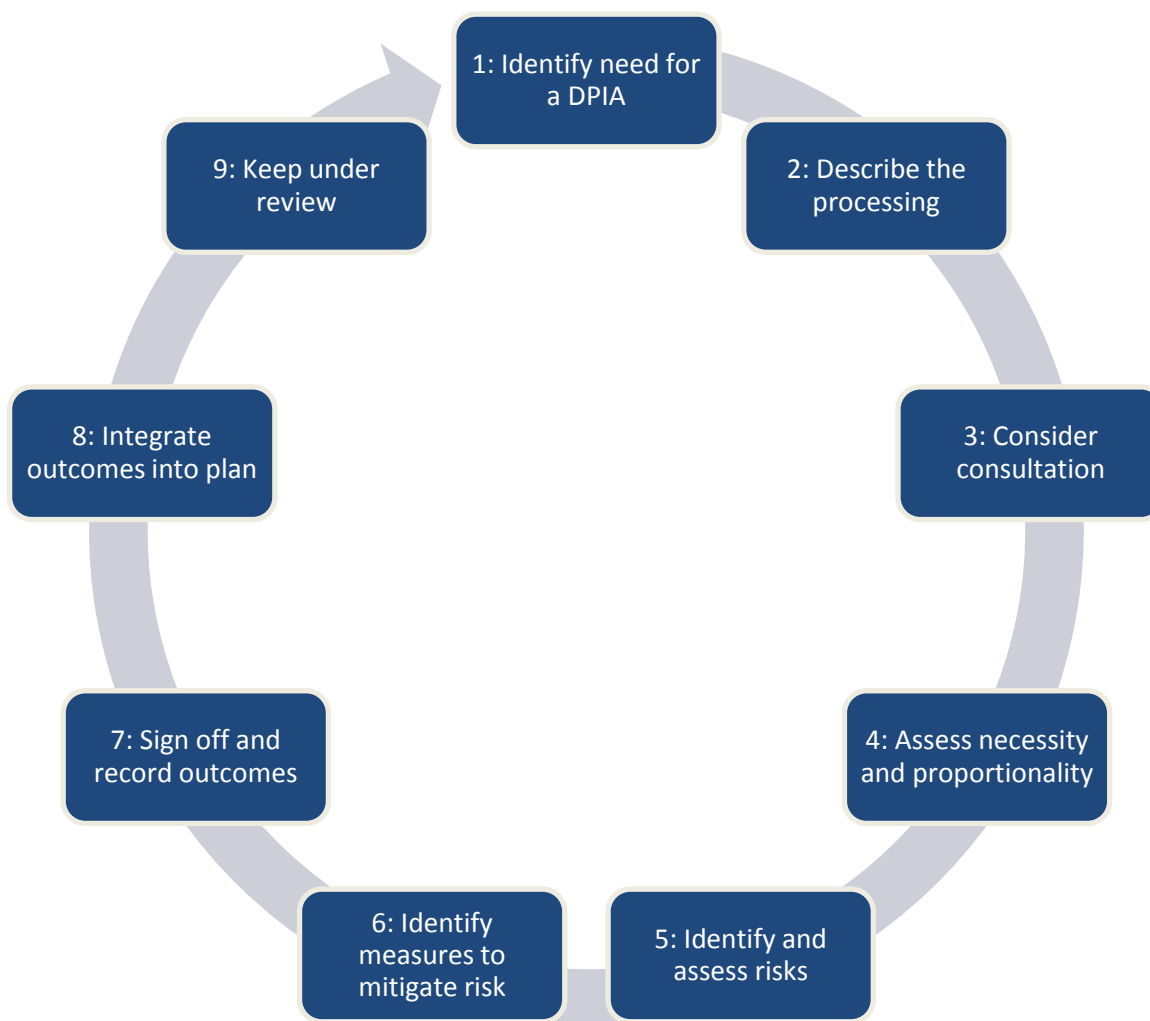 1: Identify need for
a DPIA
2: Describe the
processing
3: Consider
consultation
4: Assess necessity
and proportionality
5: Identify and
assess risks
6: Identify
measures to
mitigate risk
7: Sign off and
record outcomes
8: Integrate
outcomes into plan
9: Keep under
review